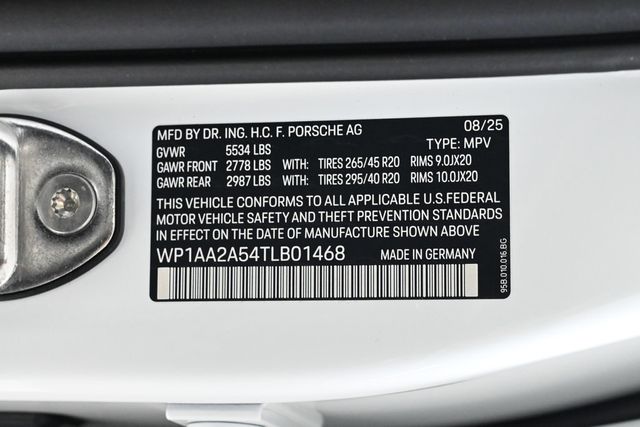 MFD BY DR. ING. H.C. F. PORSCHE AG 08/25
GVWR 5534 LBS TYPE: MPV
GAWR FRONT 2778 LBS WITH: TIRES 265/45 R20 RIMS 9.0JX20
GAWR REAR 2987 LBS WITH: TIRES 295/40 R20 RIMS 10.0JX20
THIS VEHICLE CONFORMS TO ALL APPLICABLE U.S.FEDERAL
MOTOR VEHICLE SAFETY AND THEFT PREVENTION STANDARDS
IN EFFECT ON THE DATE OF MANUFACTURE SHOWN ABOVE
WP1AA2A54TLB01468 MADE IN GERMANY
95B.010.016.BG